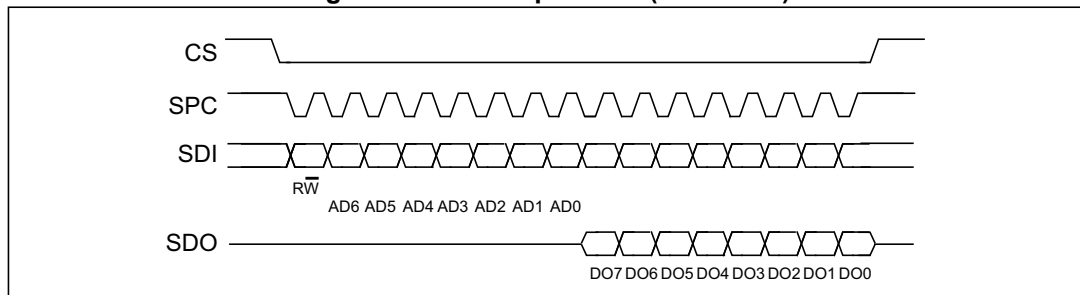 CS
SPC
SDI
RW
AD6 AD5 AD4 AD3 AD2 AD1 AD0
SDO
DO7 DO6 DO5 DO4 DO3 DO2 DO1 DO0